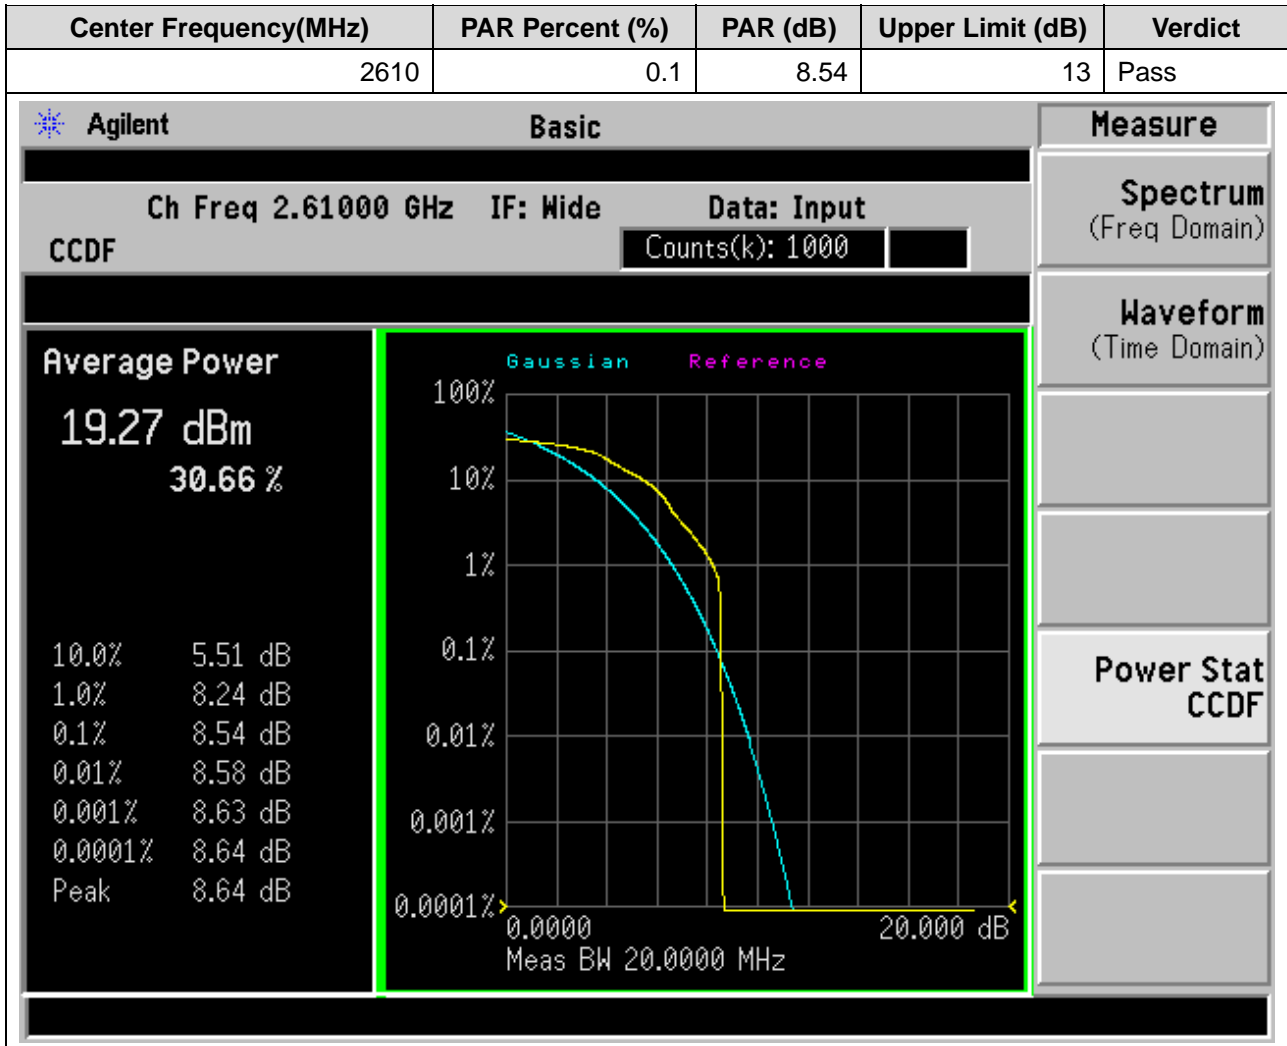 Center Frequency(MHz) PAR Percent (%) PAR (dB) Upper Limit (dB) Verdict
2610 0.1 8.54 13 Pass
Agilent Basic Measure
Ch Freq 2.61000 GHz IF: Wide Data: Input
CCDF Counts(k): 1000
Average Power
19.27 dBm
30.66 %
10.0% 5.51 dB
1.0% 8.24 dB
0.1% 8.54 dB
0.01% 8.58 dB
0.001% 8.63 dB
0.0001% 8.64 dB
Peak 8.64 dB
Gaussian Reference
100%
10%
1%
0.1%
0.01%
0.001%
0.0001%
0.0000 20.000 dB
Meas BW 20.0000 MHz
Spectrum
(Freq Domain)
Waveform
(Time Domain)
Power Stat
CCDF